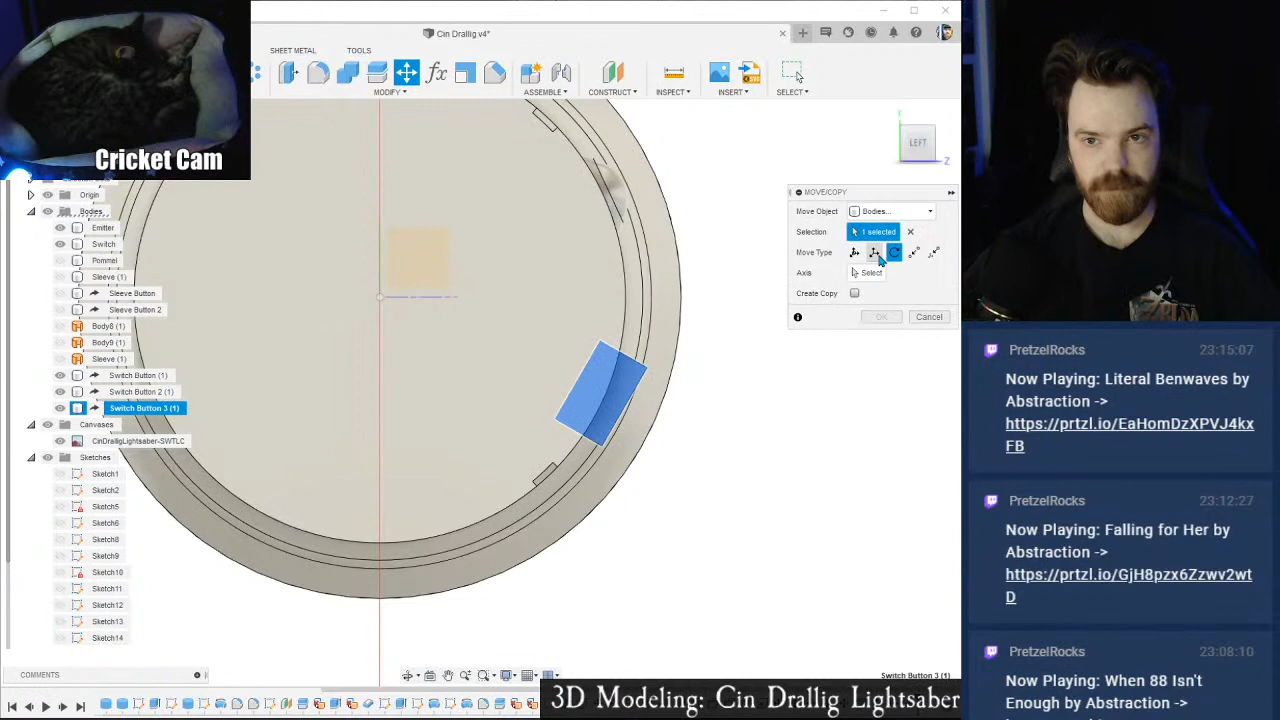 Cricket Cam
Cin Drallig v4*
SHEET METAL
TOOLS
MODIFY
ASSEMBLE
CONSTRUCT
INSPECT
INSERT
SELECT
LEFT
Y
Z
Origin
Bodies
Emitter
Switch
Pommel
Sleeve (1)
Sleeve Button
Sleeve Button 2
Body8 (1)
Body9 (1)
Sleeve (1)
Switch Button (1)
Switch Button 2 (1)
Switch Button 3 (1)
Canvases
CinDralligLightsaber-SWTLC
Sketches
Sketch1
Sketch2
Sketch5
Sketch6
Sketch8
Sketch9
Sketch10
Sketch11
Sketch12
Sketch13
Sketch14
COMMENTS
MOVE/COPY
Move Object
Bodies...
Selection
1 selected
Move Type
Axis
Select
Create Copy
OK
Cancel
Switch Button 3 (1)
3D Modeling: Cin Drallig Lightsaber
PretzelRocks
23:15:07
Now Playing: Literal Benwaves by
Abstraction ->
https://prtzl.io/EaHomDzXPVJ4kx
FB
PretzelRocks
23:12:27
Now Playing: Falling for Her by
Abstraction ->
https://prtzl.io/GjH8pzx6Zzwv2wt
D
PretzelRocks
23:08:10
Now Playing: When 88 Isn't
Enough by Abstraction ->